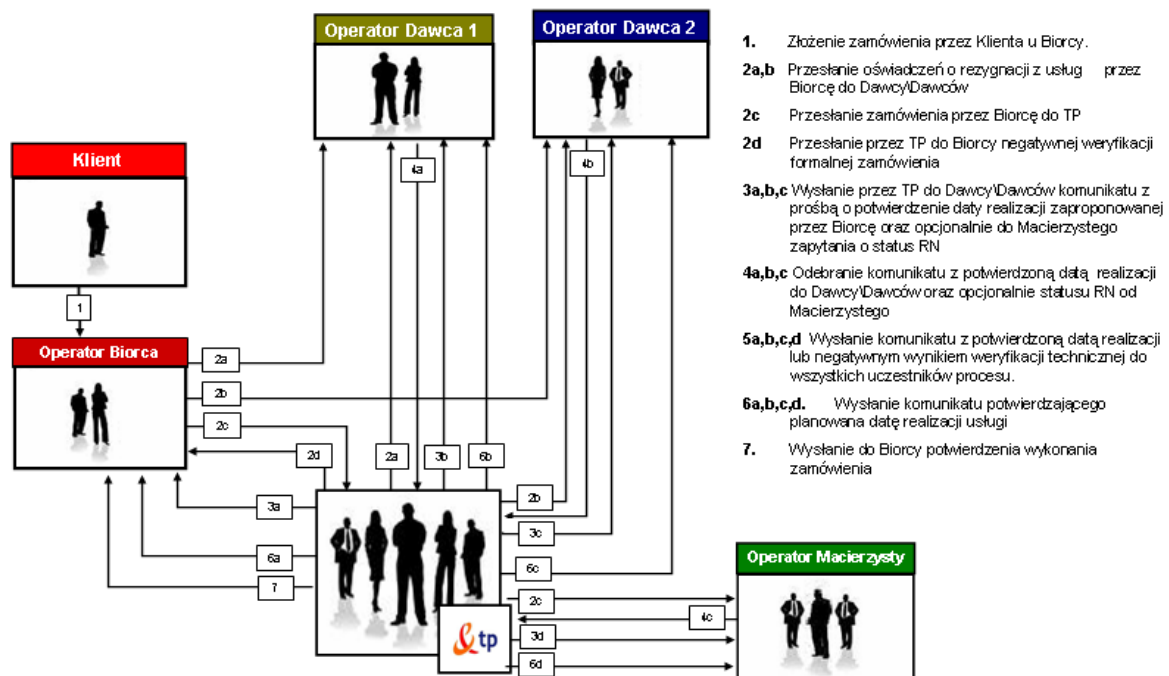 Operator Dawca 1
Operator Dawca 2
Klient
1
Operator Biorca
2a
2b
2c
2d
3a
6a
7
2a
4a
3b
6b
4b
2b
3c
6c
2c
4c
3d
6d
&tp
Operator Macierzysty
1. Złożenie zamówienia przez Klienta u Biorcy.
2a,b Przesłanie oświadczeń o rezygnacji z usług przez
Biorcę do Dawcy\Dawców
2c Przesłanie zamówienia przez Biorcę do TP
2d Przesłanie przez TP do Biorcy negatywnej weryfikacji
formalnej zamówienia
3a,b,c Wysłanie przez TP do Dawcy\Dawców komunikatu z
prośbą o potwierdzenie daty realizacji zaproponowanej
przez Biorcę oraz opcjonalnie do Macierzystego
zapytania o status RN
4a,b,c Odebranie komunikatu z potwierdzoną datą realizacji
do Dawcy\Dawców oraz opcjonalnie statusu RN od
Macierzystego
5a,b,c,d Wysłanie komunikatu z potwierdzoną datą realizacji
lub negatywnym wynikiem weryfikacji technicznej do
wszystkich uczestników procesu.
6a,b,c,d. Wysłanie komunikatu potwierdzającego
planowana datę realizacji usługi
7. Wysłanie do Biorcy potwierdzenia wykonania
zamówienia